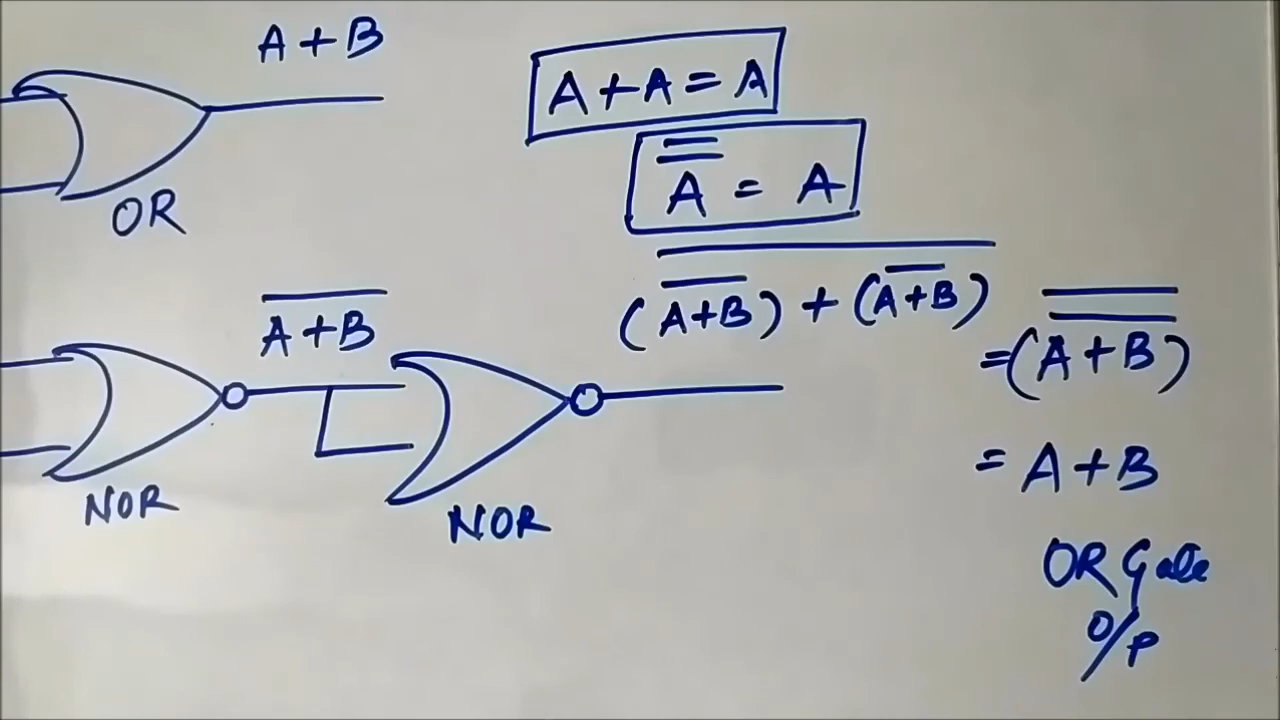 A+B
A+A=A
OR
A̿ = A
A̅+̅B̅
‾(A̅+̅B̅)+(A̅+̅B̅)‾
=(A̿+̿B̿)
NOR
NOR
= A+B
OR Gate
O/P